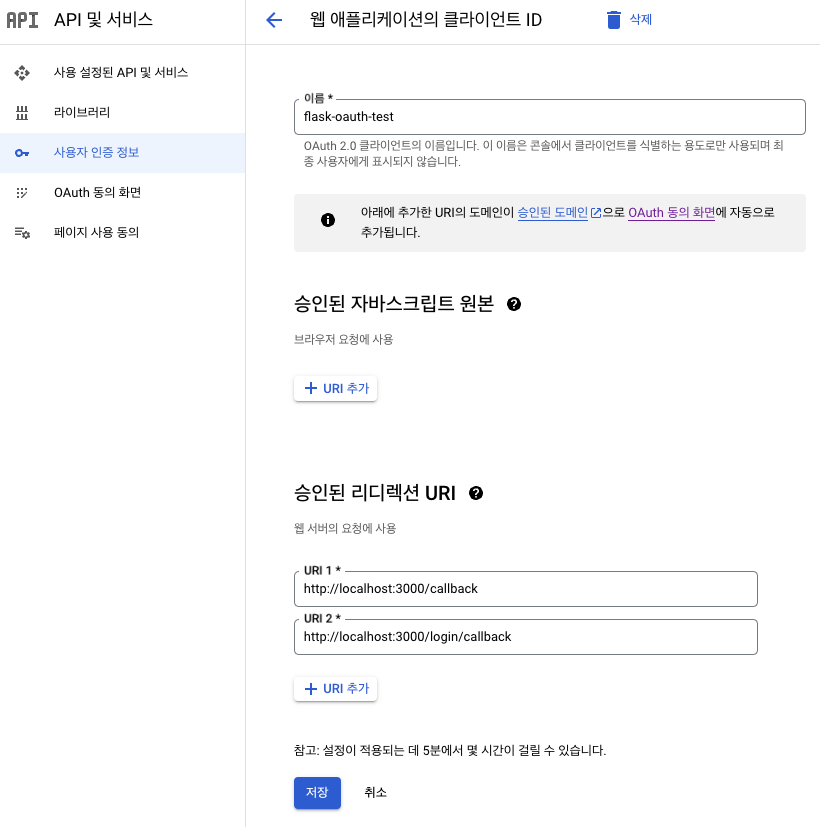 API API 및 서비스
사용 설정된 API 및 서비스
라이브러리
사용자 인증 정보
OAuth 동의 화면
페이지 사용 동의
웹 애플리케이션의 클라이언트 ID
삭제
이름 *
flask-oauth-test
OAuth 2.0 클라이언트의 이름입니다. 이 이름은 콘솔에서 클라이언트를 식별하는 용도로만 사용되며 최
종 사용자에게 표시되지 않습니다.
아래에 추가한 URI의 도메인이 승인된 도메인으로 OAuth 동의 화면에 자동으로
추가됩니다.
승인된 자바스크립트 원본
브라우저 요청에 사용
URI 추가
승인된 리디렉션 URI
웹 서버의 요청에 사용
URI 1 *
http://localhost:3000/callback
URI 2 *
http://localhost:3000/login/callback
URI 추가
참고: 설정이 적용되는 데 5분에서 몇 시간이 걸릴 수 있습니다.
저장
취소